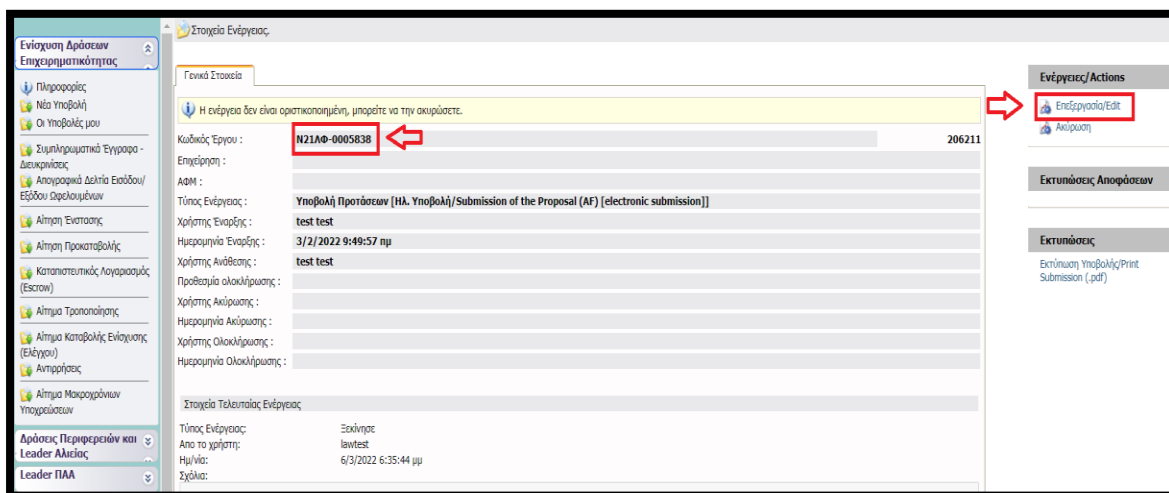 Ενίσχυση Δράσεων
Επιχειρηματικότητας
Πληροφορίες
Νέα Υποβολή
Οι Υποβολές μου
Συμπληρωματικά Έγγραφα -
Διευκρινίσεις
Απογραφικά Δελτία Εισόδου/
Εξόδου Ωφελουμένων
Αίτηση Ένστασης
Αίτηση Προκαταβολής
Καταπιστευτικός Λογαριασμός
(Escrow)
Αίτημα Τροποποίησης
Αίτημα Καταβολής Ενίσχυσης
(Ελέγχου)
Αντιρρήσεις
Αίτημα Μακροχρόνιων
Υποχρεώσεων
Δράσεις Περιφερειών και
Leader Αλιείας
Leader ΠΑΑ
Στοιχεία Ενέργειας.
Γενικά Στοιχεία
Η ενέργεια δεν είναι οριστικοποιημένη, μπορείτε να την ακυρώσετε.
Κωδικός Έργου : Ν21ΑΦ-0005838 206211
Επιχείρηση :
ΑΦΜ :
Τύπος Ενέργειας : Υποβολή Προτάσεων [Ηλ. Υποβολή/Submission of the Proposal (AF) [electronic submission]]
Χρήστης Έναρξης : test test
Ημερομηνία Έναρξης : 3/2/2022 9:49:57 πμ
Χρήστης Ανάθεσης : test test
Προθεσμία ολοκλήρωσης :
Χρήστης Ακύρωσης :
Ημερομηνία Ακύρωσης :
Χρήστης Ολοκλήρωσης :
Ημερομηνία Ολοκλήρωσης :
Στοιχεία Τελευταίας Ενέργειας
Τύπος Ενέργειας: Ξεκίνησε
Απο το χρήστη: lawtest
Ημ/νία: 6/3/2022 6:35:44 μμ
Σχόλια:
Ενέργειες/Actions
Επεξεργασία/Edit
Ακύρωση
Εκτυπώσεις Αποφάσεων
Εκτυπώσεις
Εκτύπωση Υποβολής/Print
Submission (.pdf)